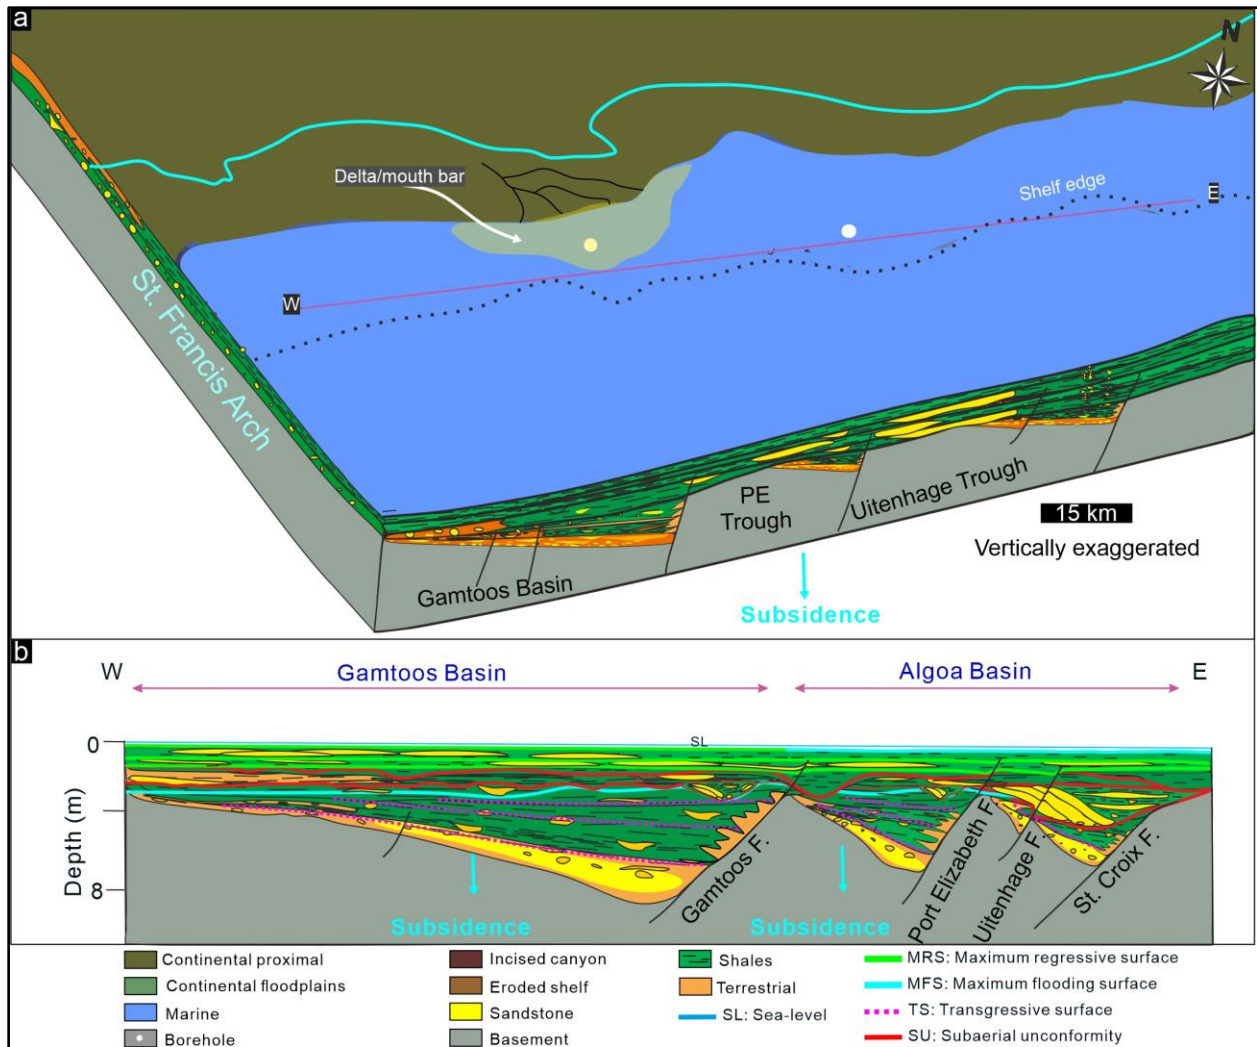 a
N
Delta/mouth bar
Shelf edge
E
W
St. Francis Arch
PE
Trough
Uitenhage Trough
15 km
Vertically exaggerated
Gamtoos Basin
Subsidence
b
W
Gamtoos Basin
Algoa Basin
E
0
SL
Depth (m)
8
Gamtoos F.
Port Elizabeth F.
Uitenhage F.
St. Croix F.
Subsidence
Subsidence
Continental proximal
Continental floodplains
Marine
Borehole
Incised canyon
Eroded shelf
Sandstone
Basement
Shales
Terrestrial
SL: Sea-level
MRS: Maximum regressive surface
MFS: Maximum flooding surface
TS: Transgressive surface
SU: Subaerial unconformity